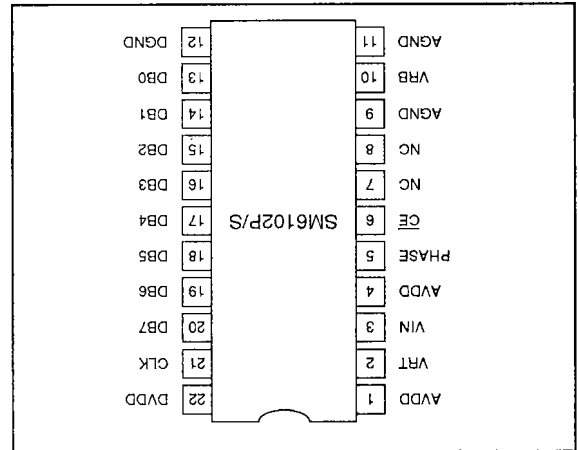 AVDD 1 22 DVDD
VRT 2 21 CLK
VIN 3 20 DB7
AVDD 4 19 DB6
PHASE 5 18 DB5
C̅E̅ 6 SM6102P/S 17 DB4
NC 7 16 DB3
NC 8 15 DB2
AGND 9 14 DB1
VRB 10 13 DB0
AGND 11 12 DGND